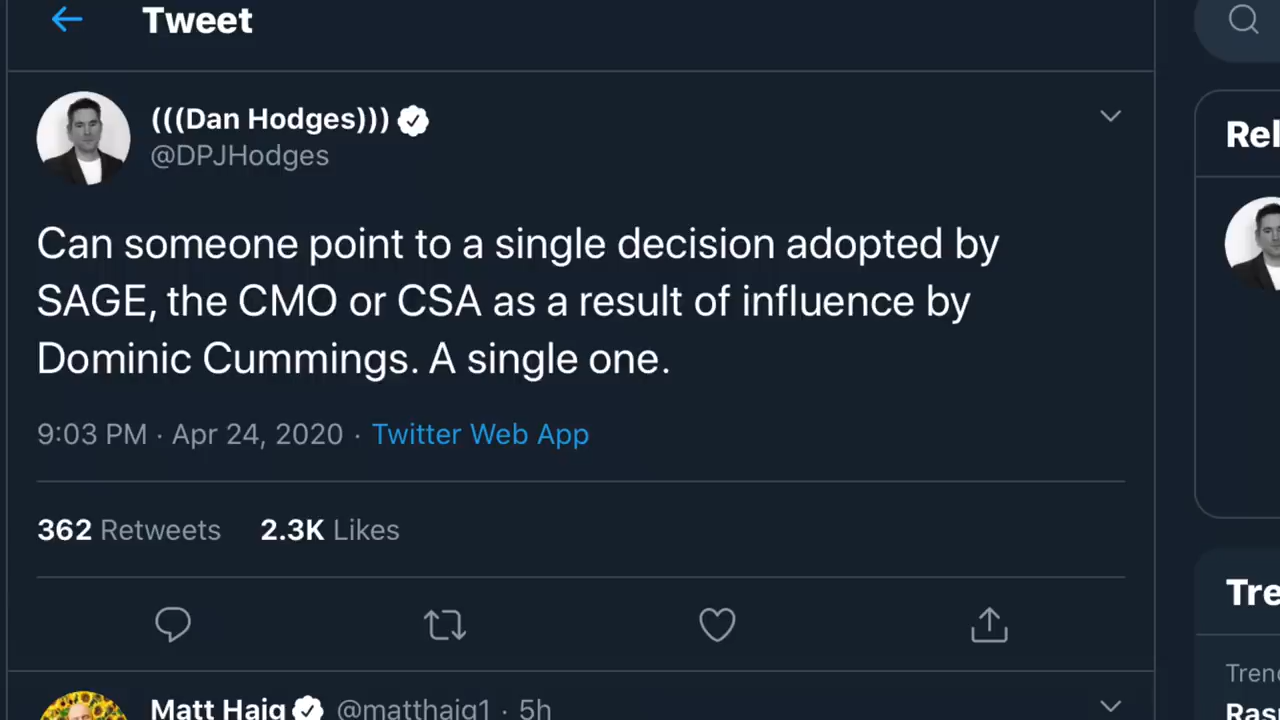 Tweet
(((Dan Hodges)))
@DPJHodges
Can someone point to a single decision adopted by
SAGE, the CMO or CSA as a result of influence by
Dominic Cummings. A single one.
9:03 PM · Apr 24, 2020 · Twitter Web App
362 Retweets 2.3K Likes
Matt Haig @matthaig1 · 5h
Rel
Tre
Trend